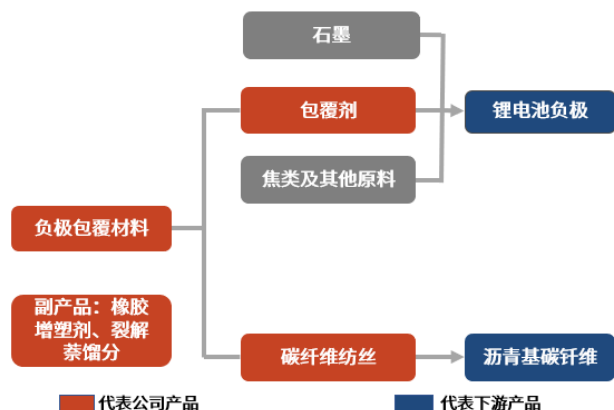 石墨
包覆剂
锂电池负极
焦类及其他原料
负极包覆材料
副产品：橡胶
增塑剂、裂解
萘馏分
碳纤维纺丝
沥青基碳钎维
代表公司产品
代表下游产品